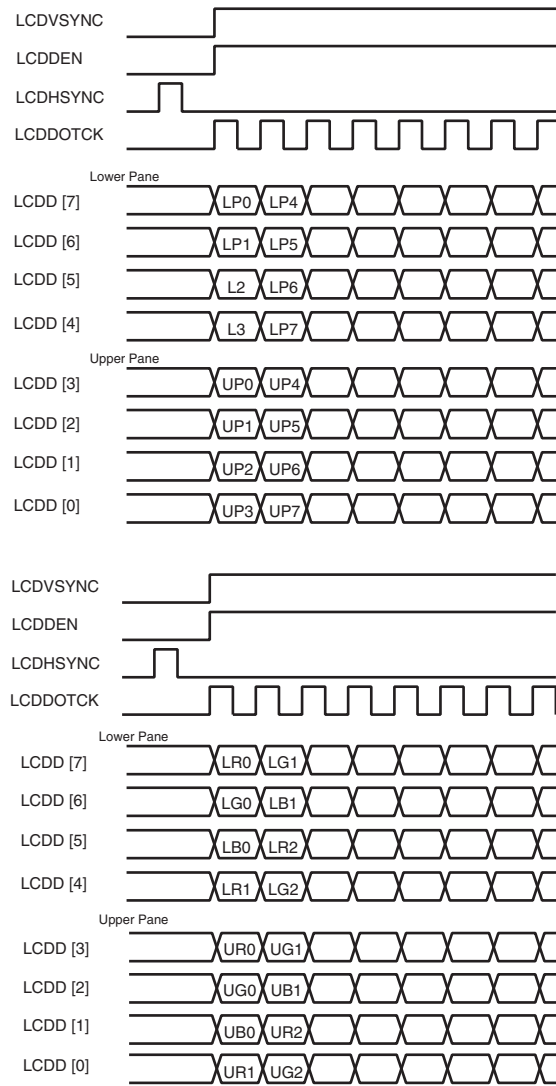 LCDVSYNC
LCDDEN
LCDHSYNC
LCDDOTCK
Lower Pane
LCDD [7] LP0 LP4
LCDD [6] LP1 LP5
LCDD [5] L2 LP6
LCDD [4] L3 LP7
Upper Pane
LCDD [3] UP0 UP4
LCDD [2] UP1 UP5
LCDD [1] UP2 UP6
LCDD [0] UP3 UP7
LCDVSYNC
LCDDEN
LCDHSYNC
LCDDOTCK
Lower Pane
LCDD [7] LR0 LG1
LCDD [6] LG0 LB1
LCDD [5] LB0 LR2
LCDD [4] LR1 LG2
Upper Pane
LCDD [3] UR0 UG1
LCDD [2] UG0 UB1
LCDD [1] UB0 UR2
LCDD [0] UR1 UG2